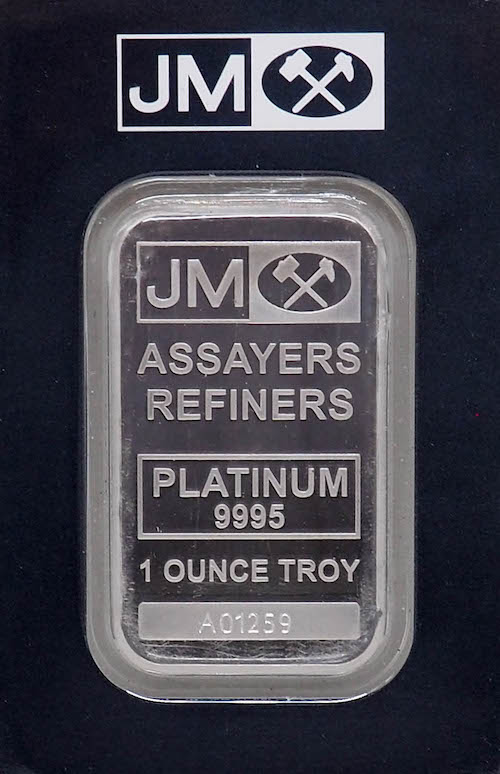 JM
JM
ASSAYERS
REFINERS
PLATINUM
9995
1 OUNCE TROY
A01259